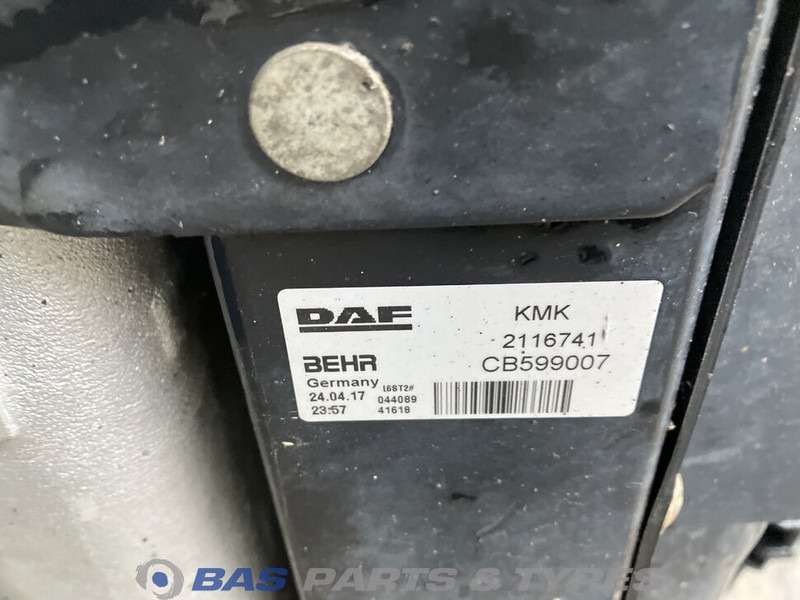 DAF KMK
2116741
BEHR CB599007
Germany L6ST2#
24.04.17 044089
23:57 41618
BAS PARTS & TYRES